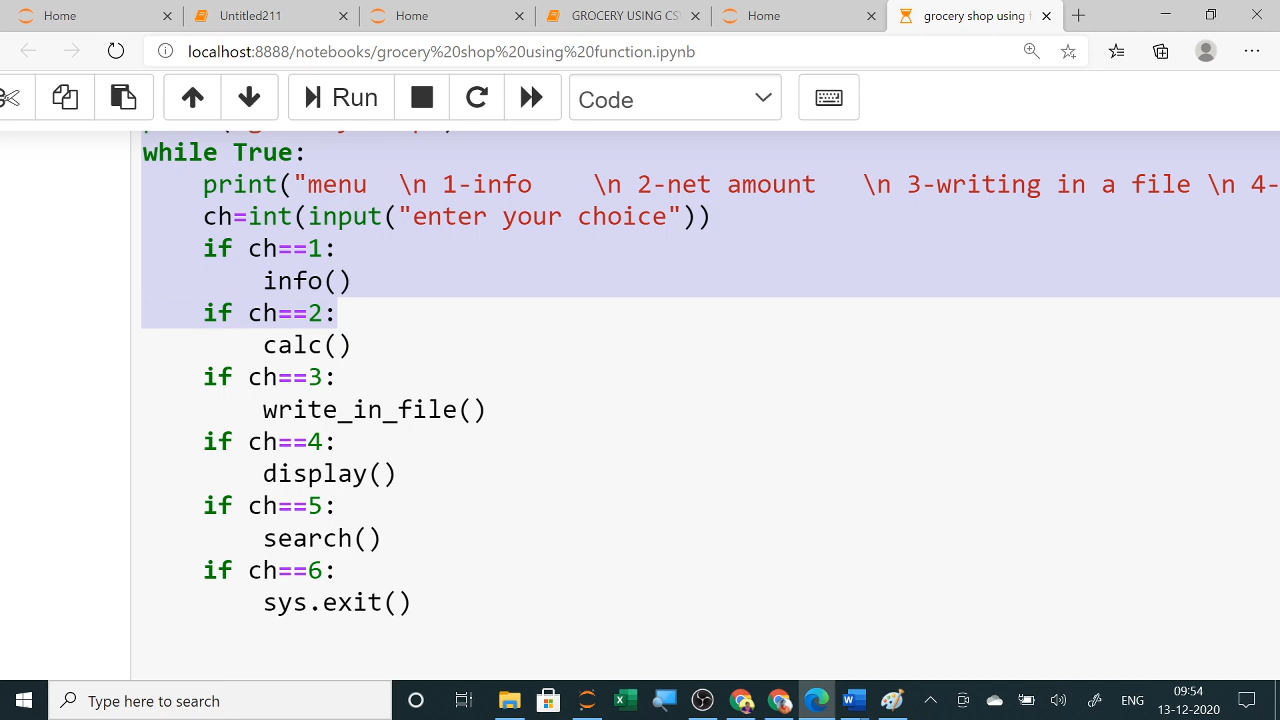 Home
Untitled211
Home
GROCERY USING CS
Home
grocery shop using f
localhost:8888/notebooks/grocery%20shop%20using%20function.ipynb
Run
Code
while True:
print("menu \n 1-info \n 2-net amount \n 3-writing in a file \n 4-
ch=int(input("enter your choice"))
if ch==1:
info()
if ch==2:
calc()
if ch==3:
write_in_file()
if ch==4:
display()
if ch==5:
search()
if ch==6:
sys.exit()
Type here to search
ENG
09:54
13-12-2020